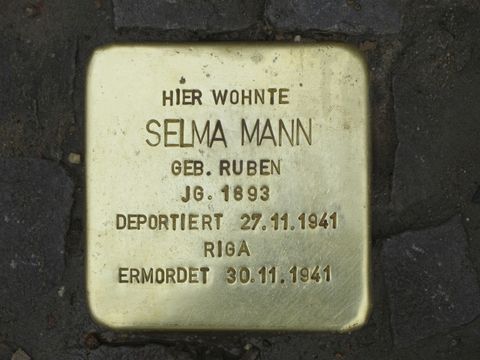 HIER WOHNTE
SELMA MANN
GEB. RUBEN
JG. 1893
DEPORTIERT 27.11.1941
RIGA
ERMORDET 30.11.1941